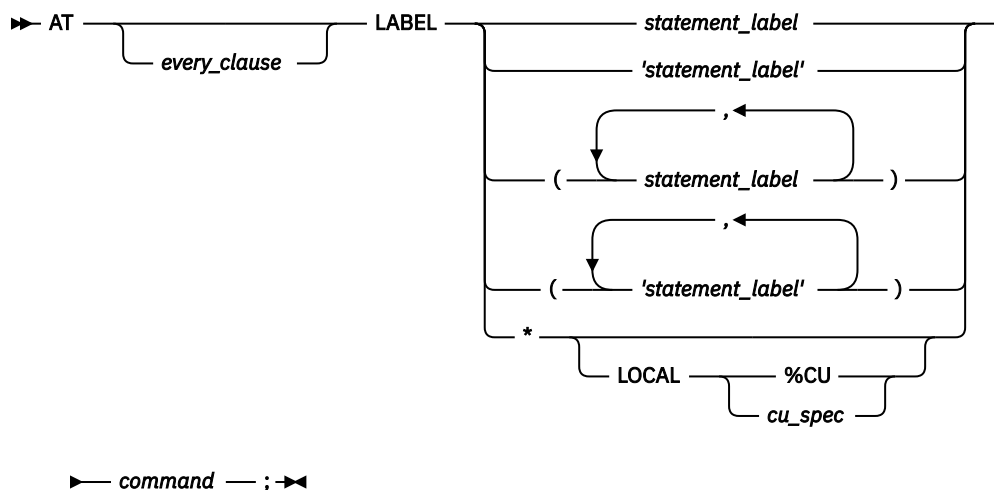 AT LABEL statement_label
every_clause
'statement_label'
,
( statement_label )
,
( 'statement_label' )
*
LOCAL %CU
cu_spec
command ;